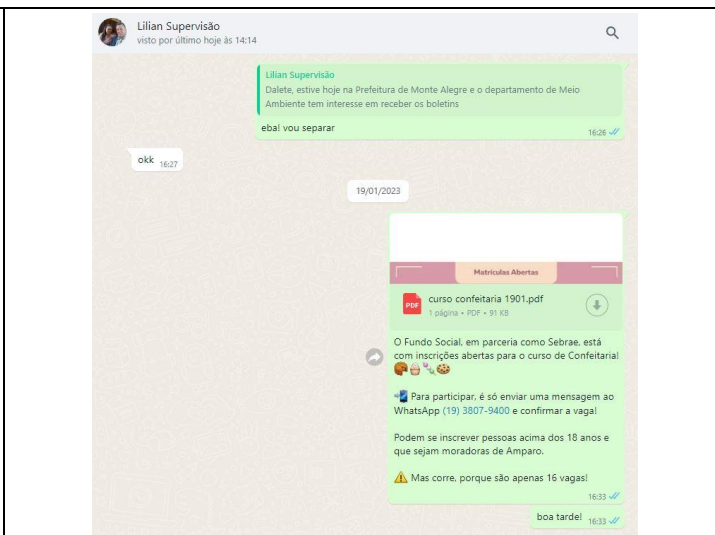 Lilian Supervisão
visto por último hoje às 14:14
Lilian Supervisão
Dalete, estive hoje na Prefeitura de Monte Alegre e o departamento de Meio
Ambiente tem interesse em receber os boletins
eba! vou separar
16:26
okk 16:27
19/01/2023
Matrículas Abertas
PDF
curso confeitaria 1901.pdf
1 página • PDF • 91 KB
O Fundo Social, em parceria como Sebrae, está
com inscrições abertas para o curso de Confeitaria!
Para participar, é só enviar uma mensagem ao
WhatsApp (19) 3807-9400 e confirmar a vaga!
Podem se inscrever pessoas acima dos 18 anos e
que sejam moradoras de Amparo.
⚠️ Mas corre, porque são apenas 16 vagas!
16:33
boa tarde! 16:33